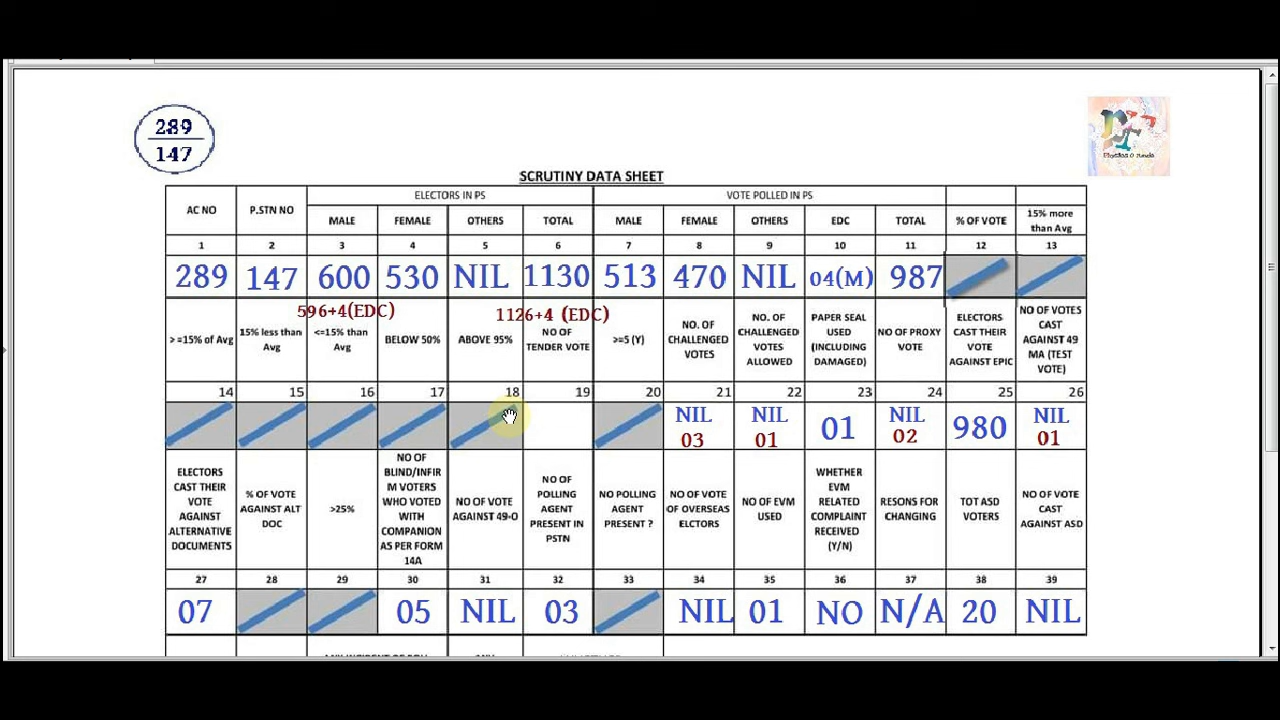 289
147
Physics O Funda
SCRUTINY DATA SHEET
AC NO P.STN NO ELECTORS IN PS VOTE POLLED IN PS
MALE FEMALE OTHERS TOTAL MALE FEMALE OTHERS EDC TOTAL % OF VOTE 15% more than Avg
1 2 3 4 5 6 7 8 9 10 11 12 13
289 147 600 530 NIL 1130 513 470 NIL 04(M) 987
596+4(EDC) 1126+4 (EDC)
>=15% of Avg 15% less than Avg <=15% than Avg BELOW 50% ABOVE 95% NO OF TENDER VOTE >=5 (Y) NO. OF CHALLENGED VOTES NO. OF CHALLENGED VOTES ALLOWED PAPER SEAL USED (INCLUDING DAMAGED) NO OF PROXY VOTE ELECTORS CAST THEIR VOTE AGAINST EPIC NO OF VOTES CAST AGAINST 49 MA (TEST VOTE)
14 15 16 17 18 19 20 21 22 23 24 25 26
NIL NIL 01 NIL 980 NIL
03 01 02 01
ELECTORS CAST THEIR VOTE AGAINST ALTERNATIVE DOCUMENTS % OF VOTE AGAINST ALT DOC >25% NO OF BLIND/INFIR M VOTERS WHO VOTED WITH COMPANION AS PER FORM 14A NO OF VOTE AGAINST 49-O NO OF POLLING AGENT PRESENT IN PSTN NO POLLING AGENT PRESENT ? NO OF VOTE OF OVERSEAS ELCTORS NO OF EVM USED WHETHER EVM RELATED COMPLAINT RECEIVED (Y/N) RESONS FOR CHANGING TOT ASD VOTERS NO OF VOTE CAST AGAINST ASD
27 28 29 30 31 32 33 34 35 36 37 38 39
07 05 NIL 03 NIL 01 NO N/A 20 NIL